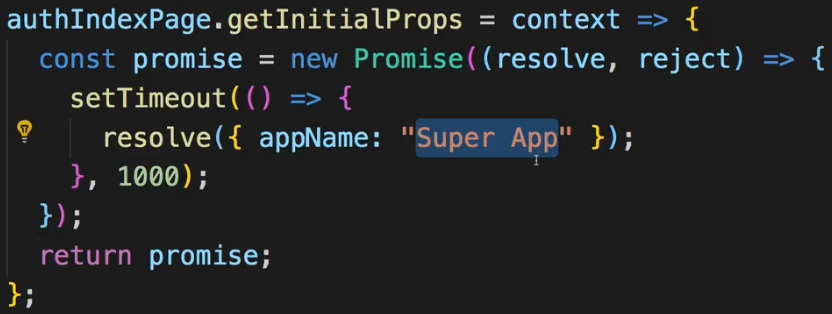 authIndexPage.getInitialProps = context => {
const promise = new Promise((resolve, reject) => {
setTimeout(() => {
resolve({ appName: "Super App" });
}, 1000);
});
return promise;
};